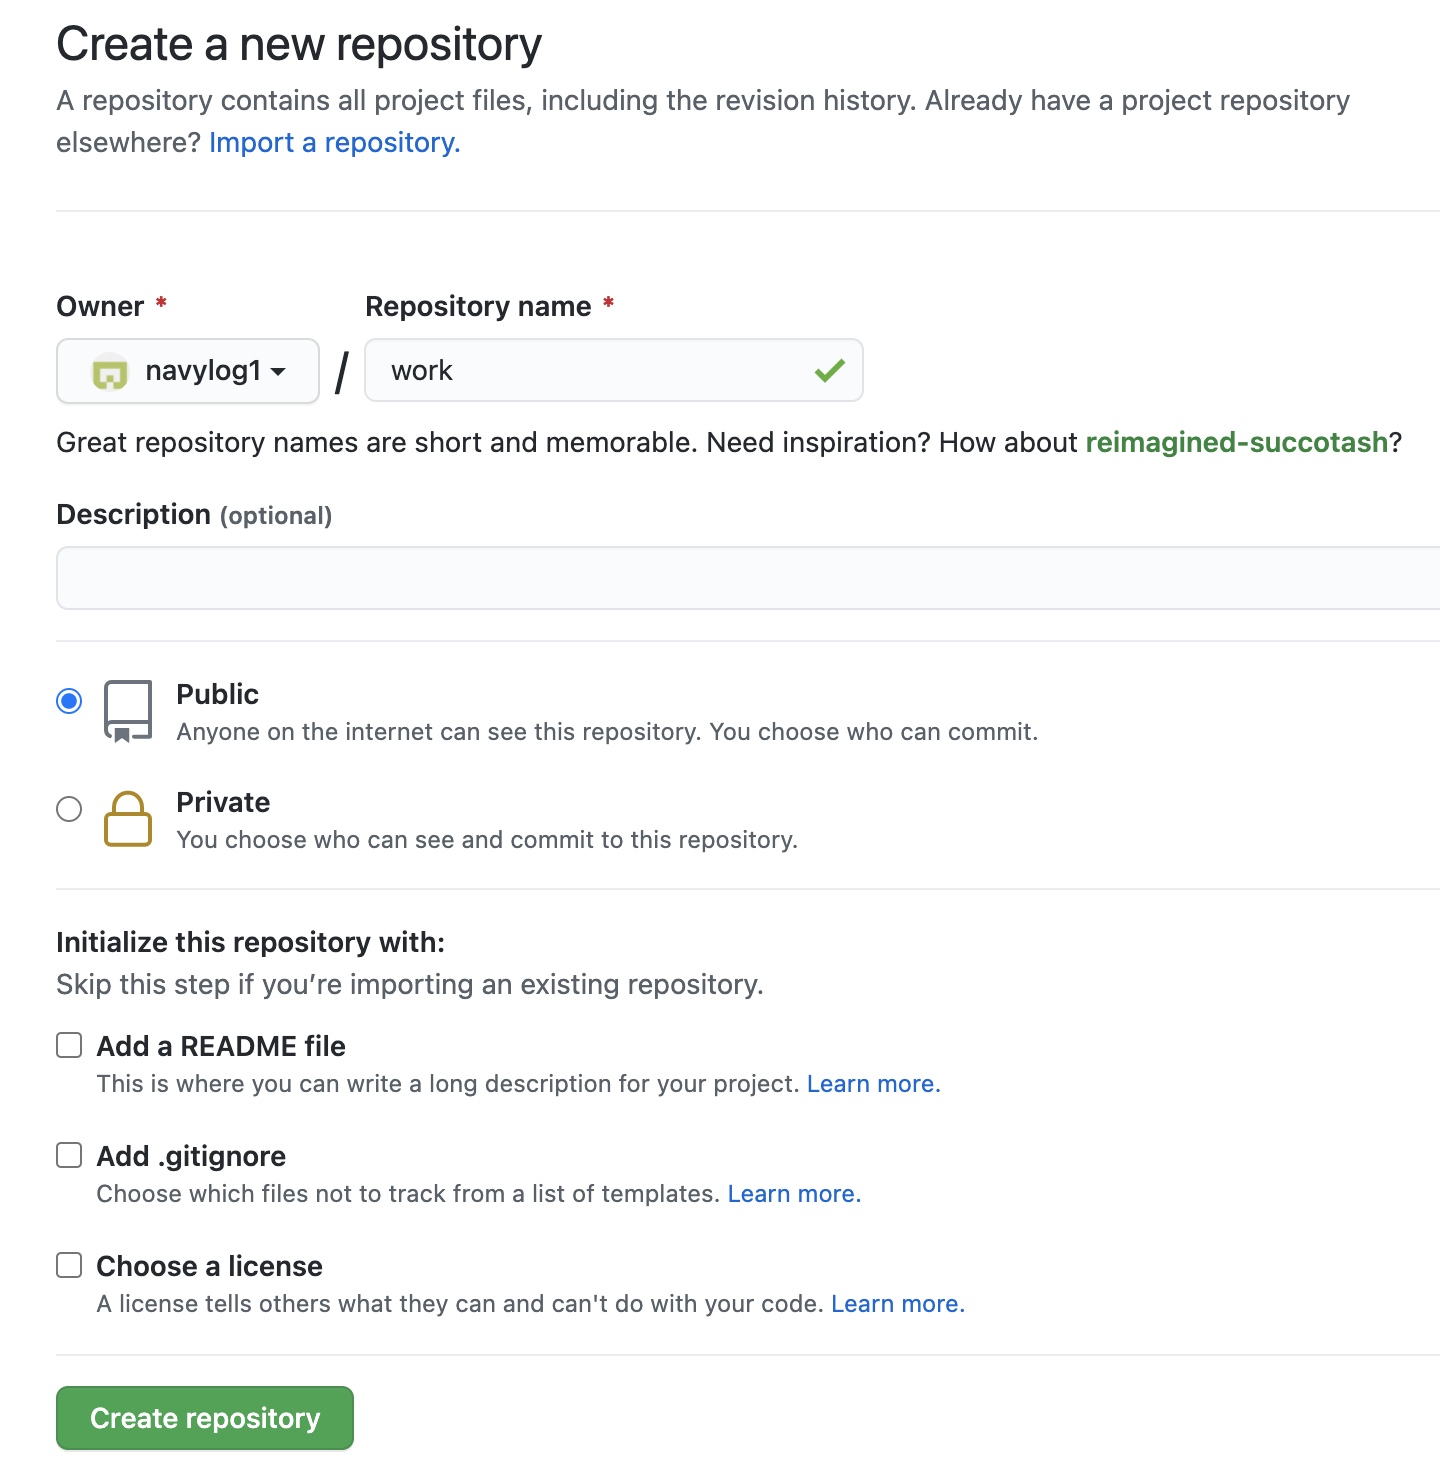 Create a new repository
A repository contains all project files, including the revision history. Already have a project repository
elsewhere? Import a repository.
Owner * Repository name *
navylog1 / work
Great repository names are short and memorable. Need inspiration? How about reimagined-succotash?
Description (optional)
Public
Anyone on the internet can see this repository. You choose who can commit.
Private
You choose who can see and commit to this repository.
Initialize this repository with:
Skip this step if you’re importing an existing repository.
Add a README file
This is where you can write a long description for your project. Learn more.
Add .gitignore
Choose which files not to track from a list of templates. Learn more.
Choose a license
A license tells others what they can and can't do with your code. Learn more.
Create repository